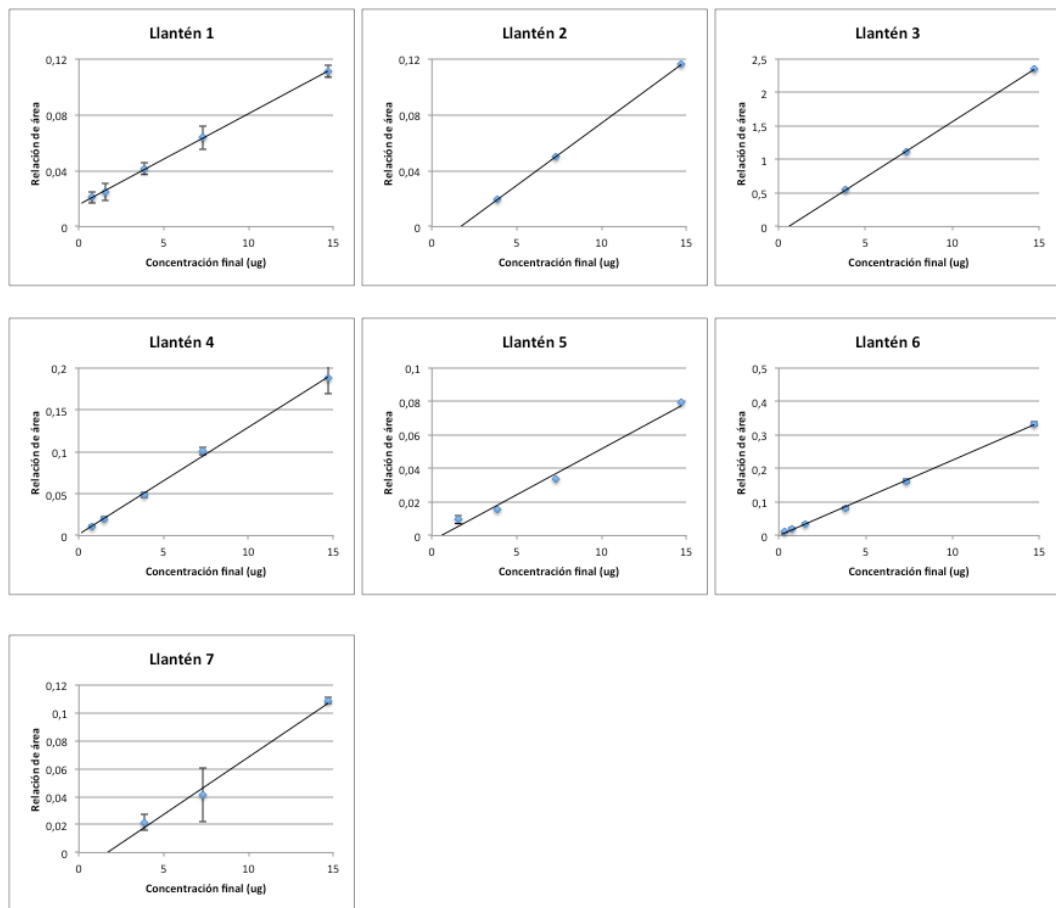 Llantén 1
0,12
0,08
0,04
0
0 5 10 15
Relación de área
Concentración final (ug)
Llantén 2
0,12
0,08
0,04
0
0 5 10 15
Relación de área
Concentración final (ug)
Llantén 3
2,5
2
1,5
1
0,5
0
0 5 10 15
Relación de área
Concentración final (ug)
Llantén 4
0,2
0,15
0,1
0,05
0
0 5 10 15
Relación de área
Concentración final (ug)
Llantén 5
0,1
0,08
0,06
0,04
0,02
0
0 5 10 15
Relación de área
Concentración final (ug)
Llantén 6
0,5
0,4
0,3
0,2
0,1
0
0 5 10 15
Relación de área
Concentración final (ug)
Llantén 7
0,12
0,1
0,08
0,06
0,04
0,02
0
0 5 10 15
Relación de área
Concentración final (ug)